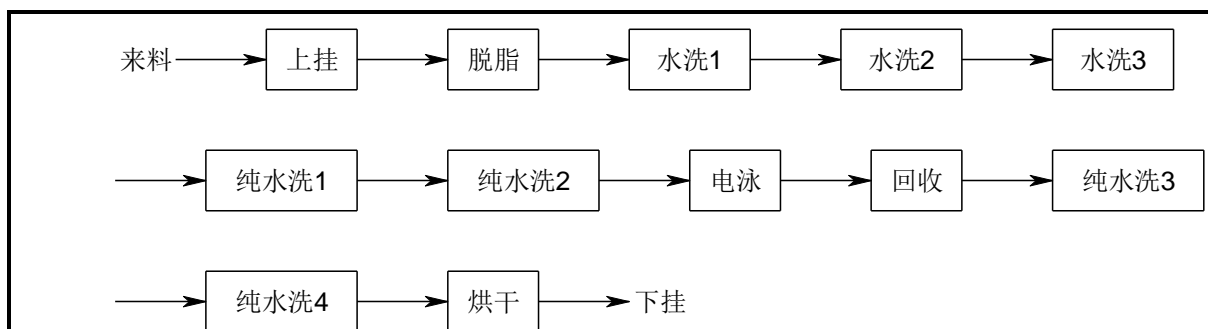 来料 上挂 脱脂 水洗1 水洗2 水洗3
纯水洗1 纯水洗2 电泳 回收 纯水洗3
纯水洗4 烘干 下挂